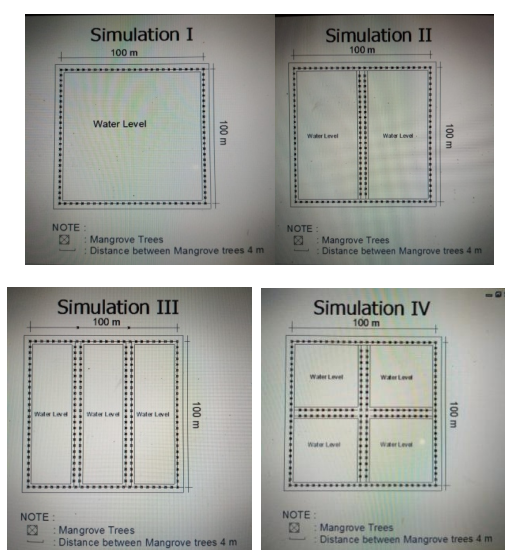 Simulation I
100 m
Water Level
100 m
NOTE :
: Mangrove Trees
: Distance between Mangrove trees 4 m
Simulation II
100 m
Water Level
Water Level
100 m
NOTE :
: Mangrove Trees
: Distance between Mangrove trees 4 m
Simulation III
100 m
Water Level
Water Level
Water Level
100 m
NOTE :
: Mangrove Trees
: Distance between Mangrove trees 4 m
Simulation IV
100 m
Water Level
Water Level
100 m
Water Level
Water Level
NOTE :
: Mangrove Trees
: Distance between Mangrove trees 4 m